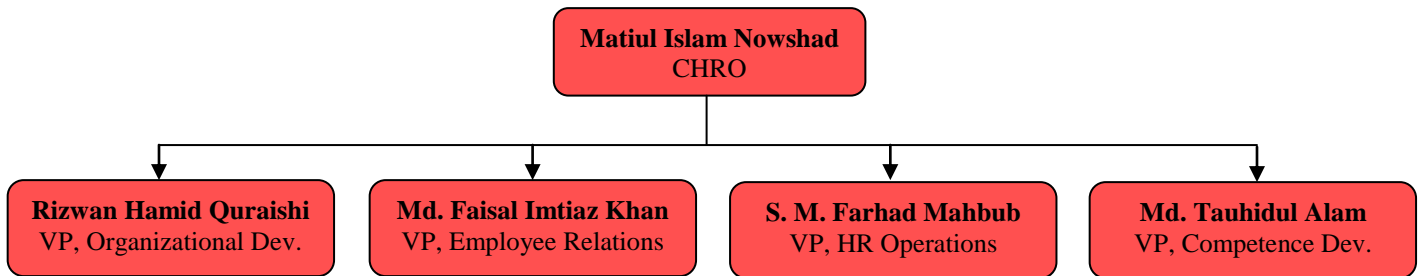 Matiul Islam Nowshad
CHRO
Rizwan Hamid Quraishi
VP, Organizational Dev.
Md. Faisal Imtiaz Khan
VP, Employee Relations
S. M. Farhad Mahbub
VP, HR Operations
Md. Tauhidul Alam
VP, Competence Dev.